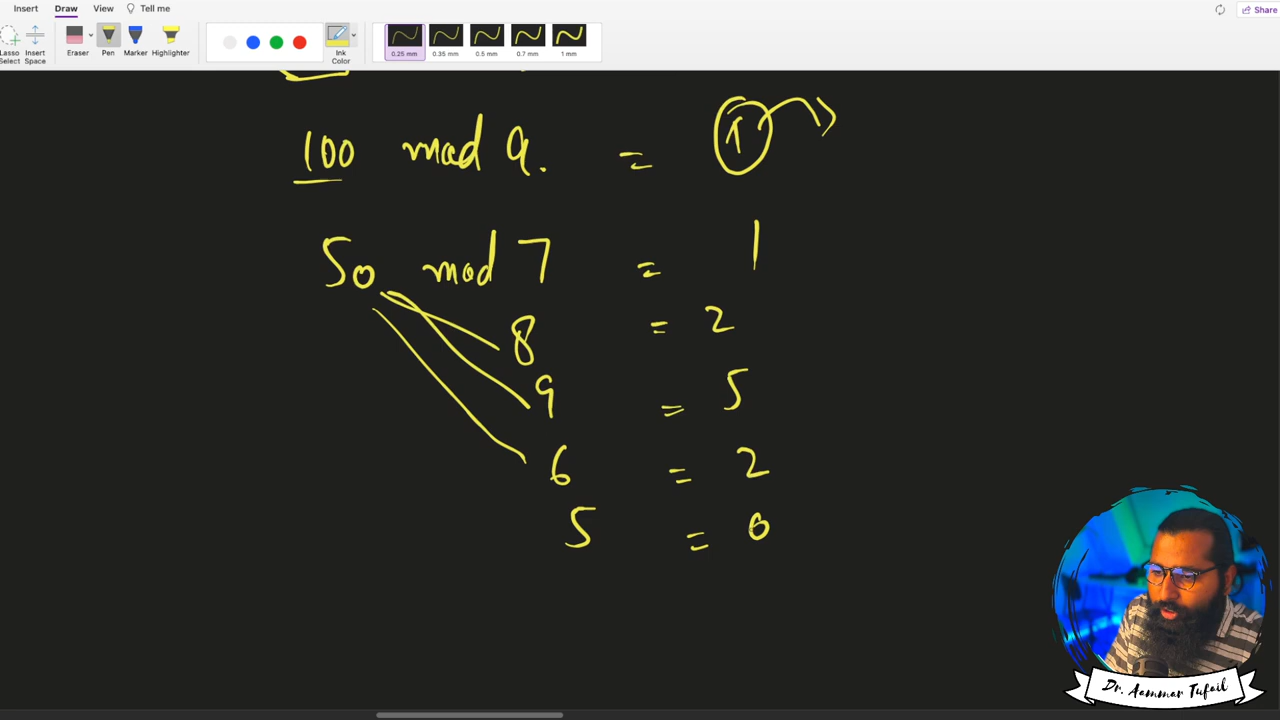 Insert Draw View Tell me
Share
Lasso Select
Insert Space
Eraser
Pen
Marker
Highlighter
Ink Color
0.25 mm
0.35 mm
0.5 mm
0.7 mm
1 mm
100 mod 9. = 1
50 mod 7 = 1
8 = 2
9 = 5
6 = 2
5 = 0
Dr. Aammar Tufail